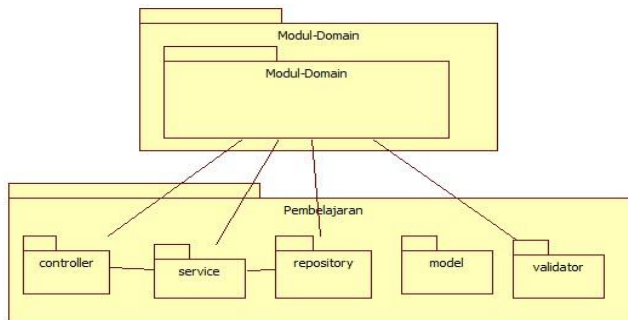 Modul-Domain
Modul-Domain
Pembelajaran
controller
service
repository
model
validator